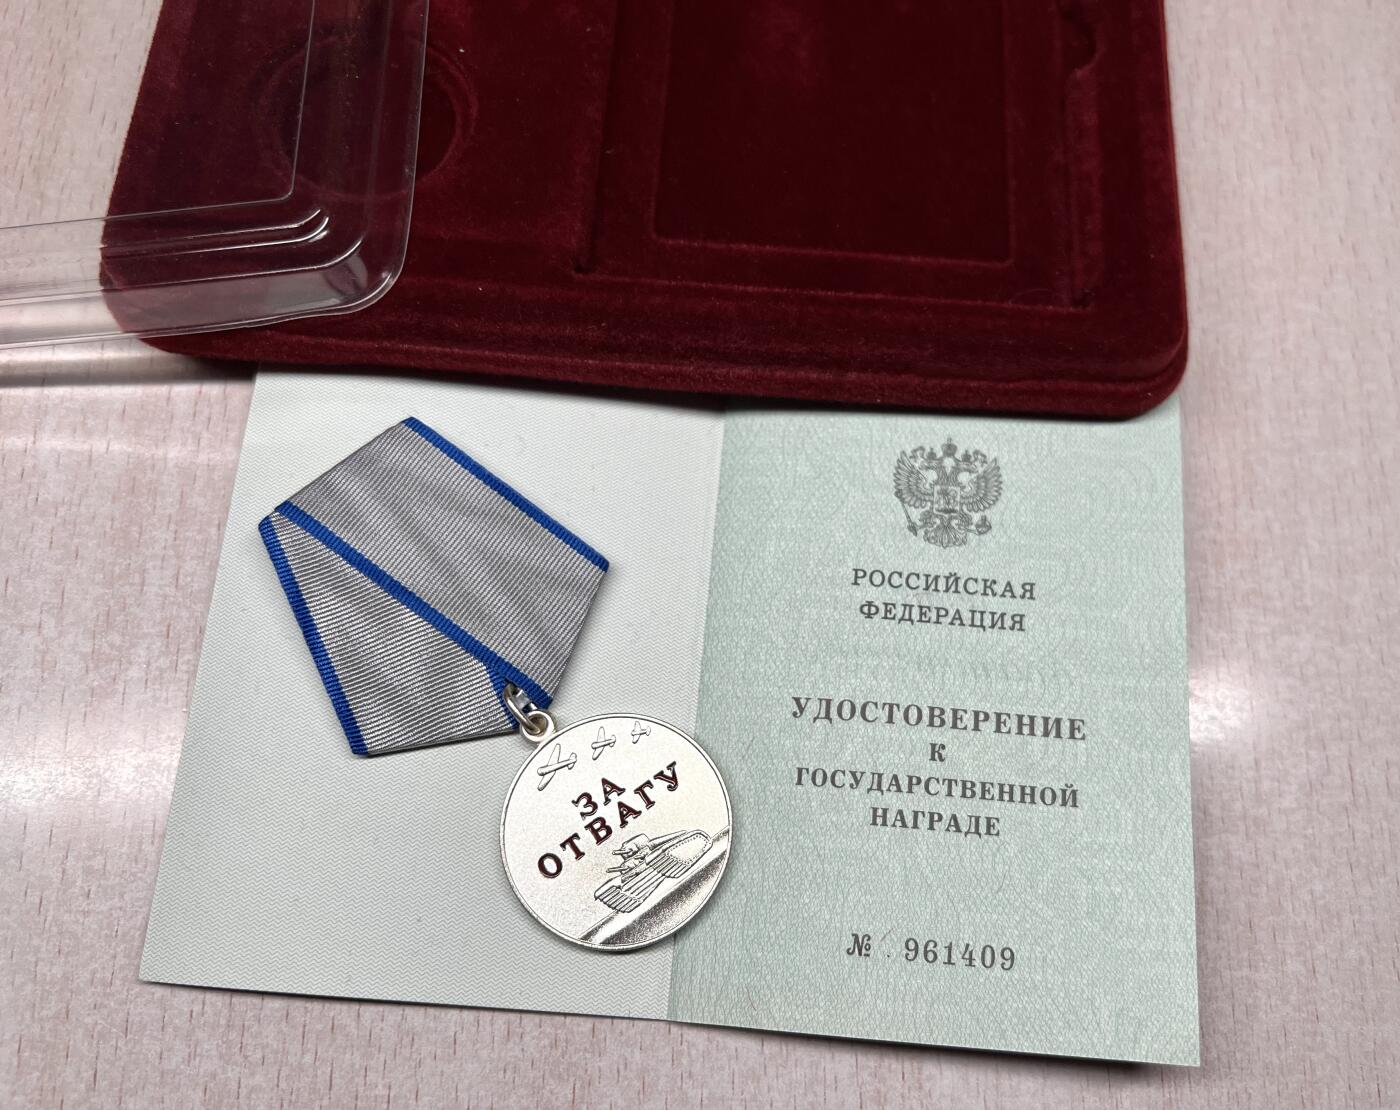 ЗА
ОТВАГУ
РОССИЙСКАЯ
ФЕДЕРАЦИЯ
УДОСТОВЕРЕНИЕ
К
ГОСУДАРСТВЕННОЙ
НАГРАДЕ
№ 961409